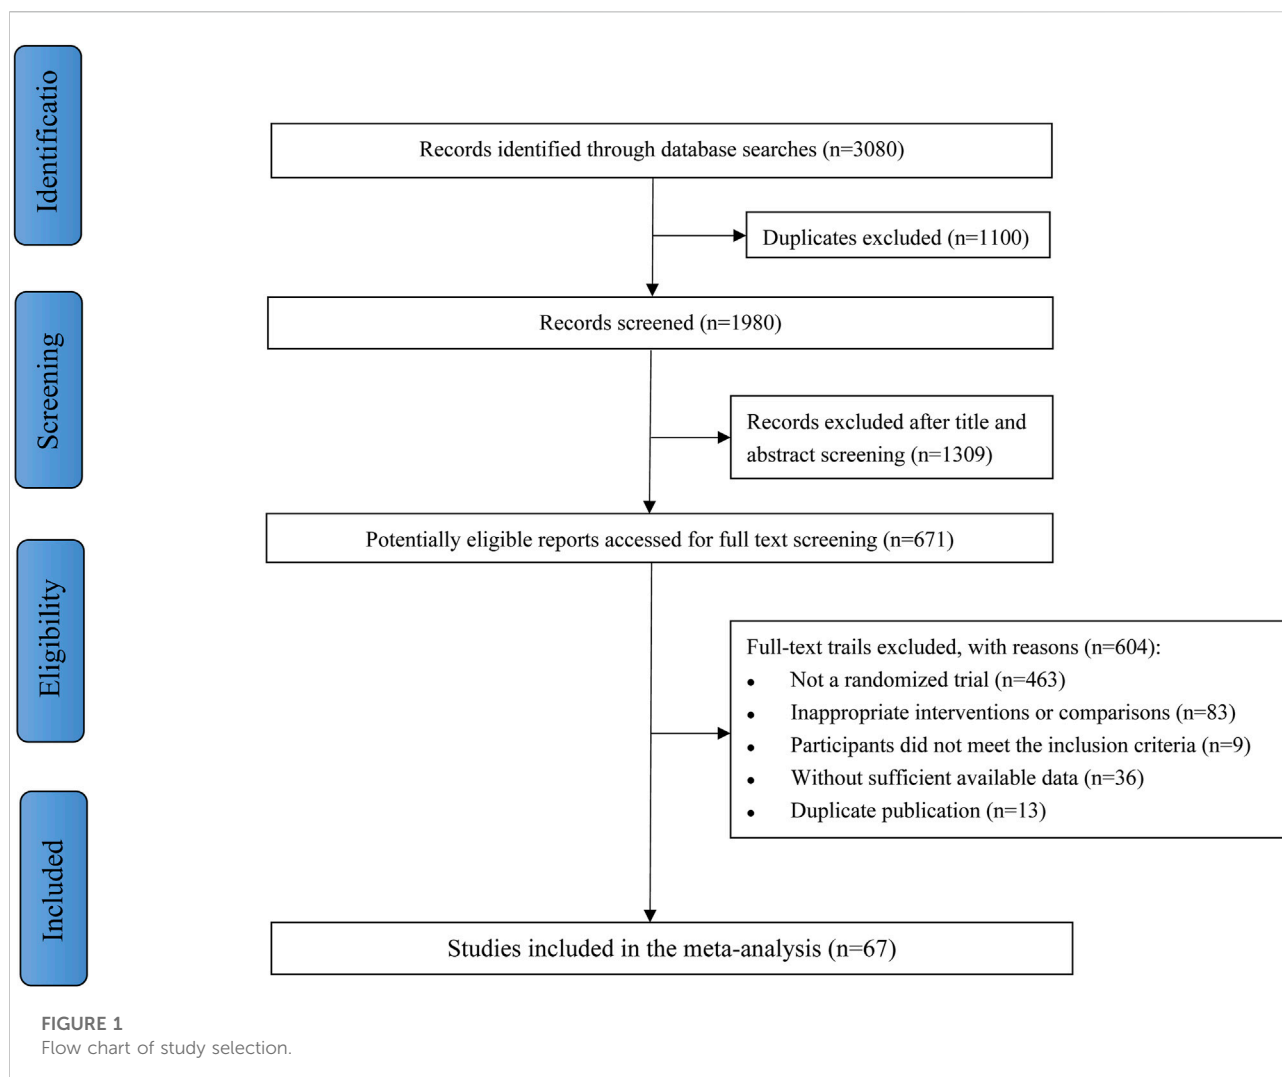 Identificatio
Records identified through database searches (n=3080)
Duplicates excluded (n=1100)
Screening
Records screened (n=1980)
Records excluded after title and
abstract screening (n=1309)
Eligibility
Potentially eligible reports accessed for full text screening (n=671)
Full-text trails excluded, with reasons (n=604):
• Not a randomized trial (n=463)
• Inappropriate interventions or comparisons (n=83)
• Participants did not meet the inclusion criteria (n=9)
• Without sufficient available data (n=36)
• Duplicate publication (n=13)
Included
Studies included in the meta-analysis (n=67)
FIGURE 1
Flow chart of study selection.